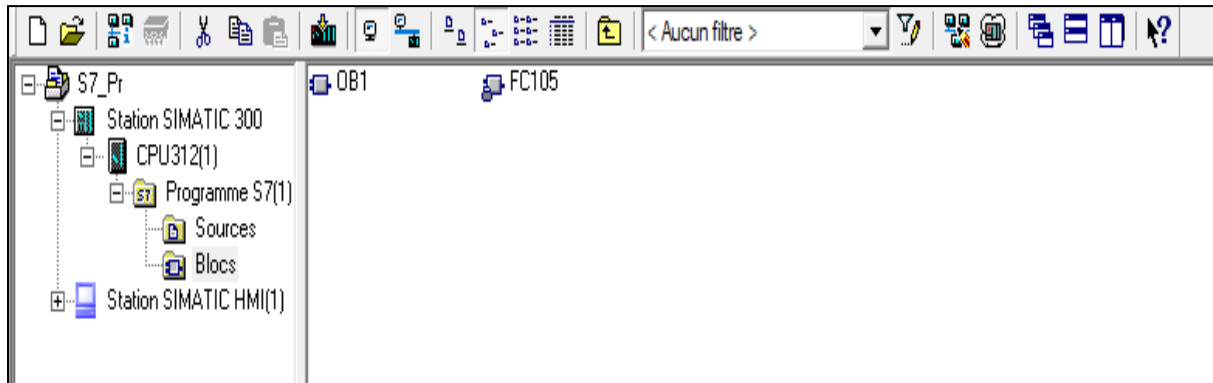 < Aucun filtre >
S7_Pr
Station SIMATIC 300
CPU312(1)
Programme S7(1)
Sources
Blocs
Station SIMATIC HMI(1)
OB1
FC105